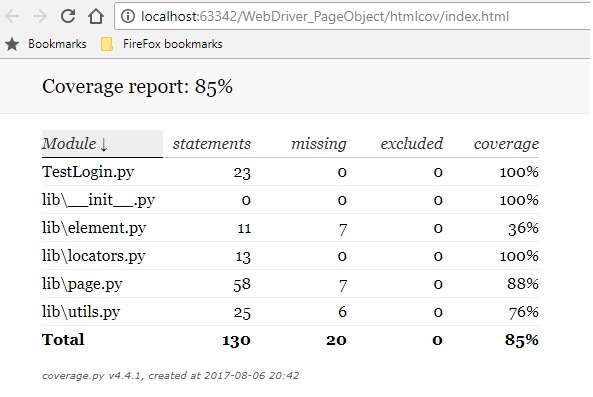 localhost:63342/WebDriver_PageObject/htmlcov/index.html
Bookmarks FireFox bookmarks
Coverage report: 85%
Module ↓ statements missing excluded coverage
TestLogin.py 23 0 0 100%
lib\__init__.py 0 0 0 100%
lib\element.py 11 7 0 36%
lib\locators.py 13 0 0 100%
lib\page.py 58 7 0 88%
lib\utils.py 25 6 0 76%
Total 130 20 0 85%
coverage.py v4.4.1, created at 2017-08-06 20:42